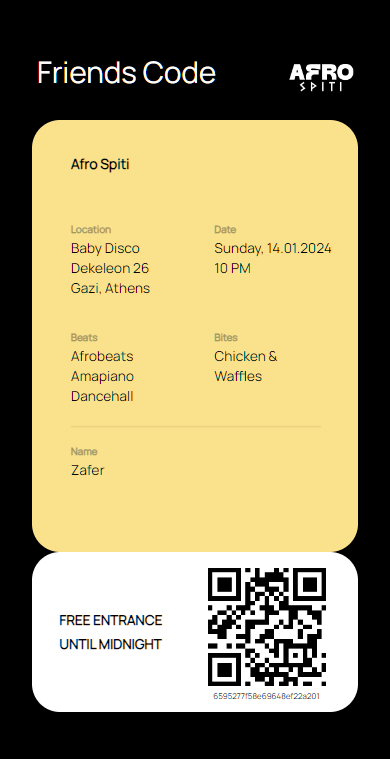 Friends Code
AFRO
SPITI
Afro Spiti
Location
Baby Disco
Dekeleon 26
Gazi, Athens
Date
Sunday, 14.01.2024
10 PM
Beats
Afrobeats
Amapiano
Dancehall
Bites
Chicken &
Waffles
Name
Zafer
FREE ENTRANCE
UNTIL MIDNIGHT
6595277f58e69648ef22a201